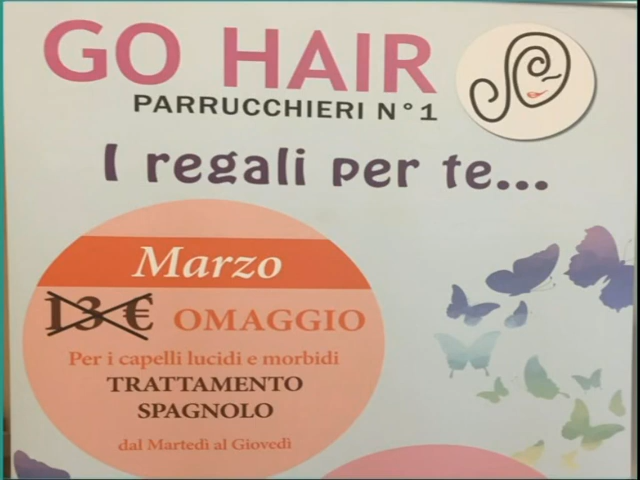 GO HAIR
PARRUCCHIERI N°1
I regali per te...
Marzo
13 € OMAGGIO
Per i capelli lucidi e morbidi
TRATTAMENTO
SPAGNOLO
dal Martedì al Giovedì